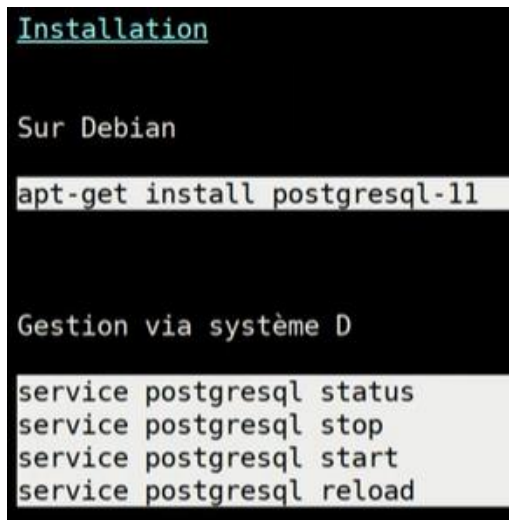 Installation
Sur Debian
apt-get install postgresql-11
Gestion via système D
service postgresql status
service postgresql stop
service postgresql start
service postgresql reload